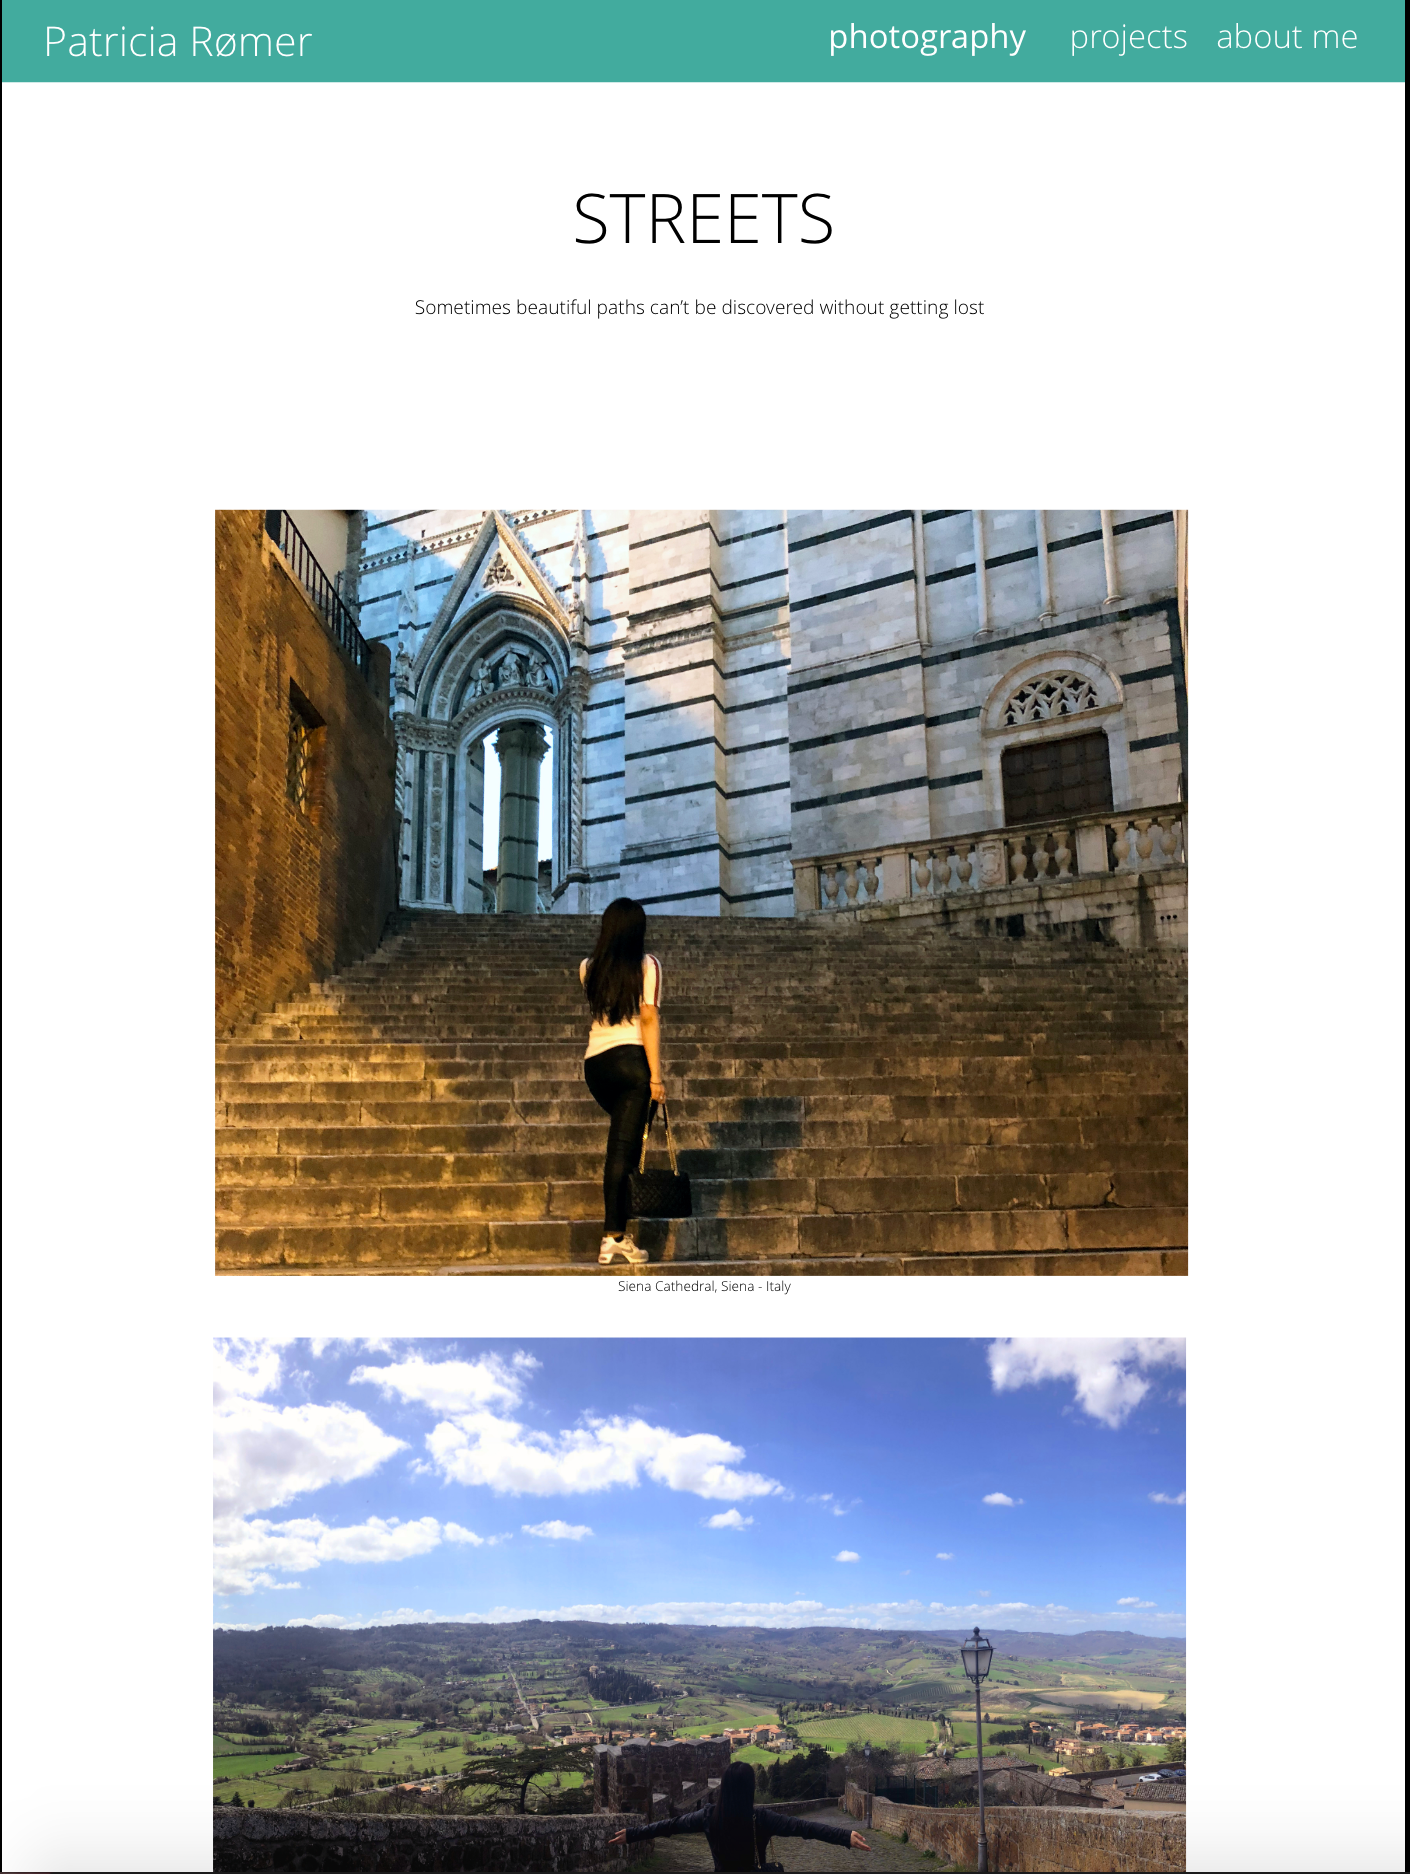 Patricia Rømer
photography projects about me
STREETS
Sometimes beautiful paths can't be discovered without getting lost
Siena Cathedral, Siena - Italy